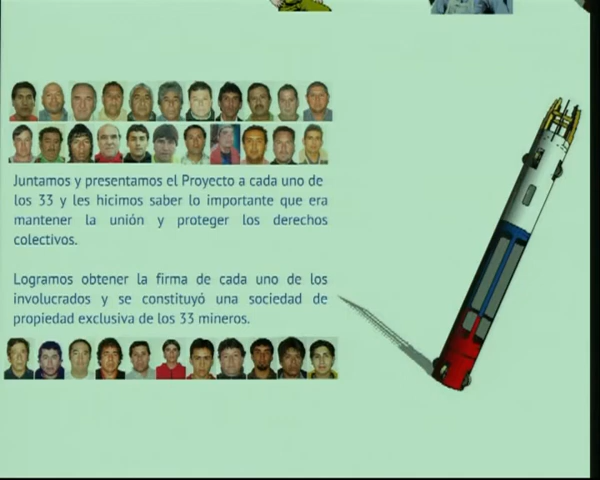 Juntamos y presentamos el Proyecto a cada uno de
los 33 y les hicimos saber lo importante que era
mantener la unión y proteger los derechos
colectivos.
Logramos obtener la firma de cada uno de los
involucrados y se constituyó una sociedad de
propiedad exclusiva de los 33 mineros.